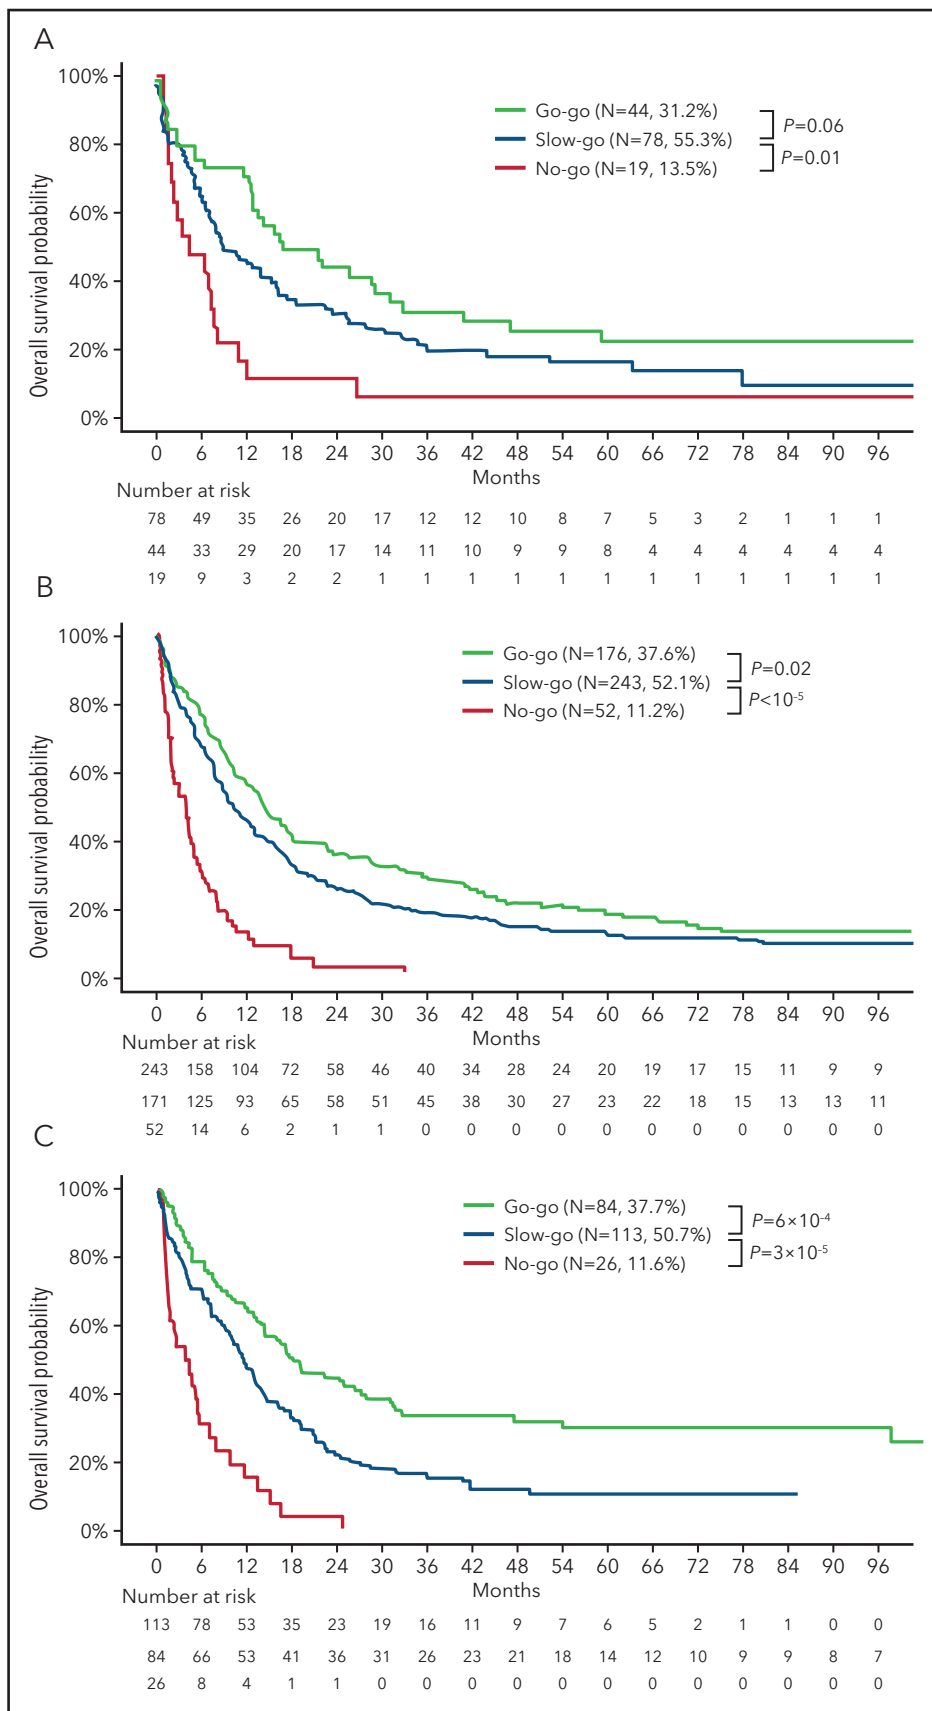 A
100%
80%
60%
40%
20%
0%
Overall survival probability
Go-go (N=44, 31.2%)
Slow-go (N=78, 55.3%)
No-go (N=19, 13.5%)
P=0.06
P=0.01
0 6 12 18 24 30 36 42 48 54 60 66 72 78 84 90 96
Months
Number at risk
78 49 35 26 20 17 12 12 10 8 7 5 3 2 1 1 1
44 33 29 20 17 14 11 10 9 9 8 4 4 4 4 4 4
19 9 3 2 2 1 1 1 1 1 1 1 1 1 1 1 1
B
100%
80%
60%
40%
20%
0%
Overall survival probability
Go-go (N=176, 37.6%)
Slow-go (N=243, 52.1%)
No-go (N=52, 11.2%)
P=0.02
P<10⁻⁵
0 6 12 18 24 30 36 42 48 54 60 66 72 78 84 90 96
Months
Number at risk
243 158 104 72 58 46 40 34 28 24 20 19 17 15 11 9 9
171 125 93 65 58 51 45 38 30 27 23 22 18 15 13 13 11
52 14 6 2 1 1 0 0 0 0 0 0 0 0 0 0 0
C
100%
80%
60%
40%
20%
0%
Overall survival probability
Go-go (N=84, 37.7%)
Slow-go (N=113, 50.7%)
No-go (N=26, 11.6%)
P=6×10⁻⁴
P=3×10⁻⁵
0 6 12 18 24 30 36 42 48 54 60 66 72 78 84 90 96
Months
Number at risk
113 78 53 35 23 19 16 11 9 7 6 5 2 1 1 0 0
84 66 53 41 36 31 26 23 21 18 14 12 10 9 9 8 7
26 8 4 1 1 0 0 0 0 0 0 0 0 0 0 0 0